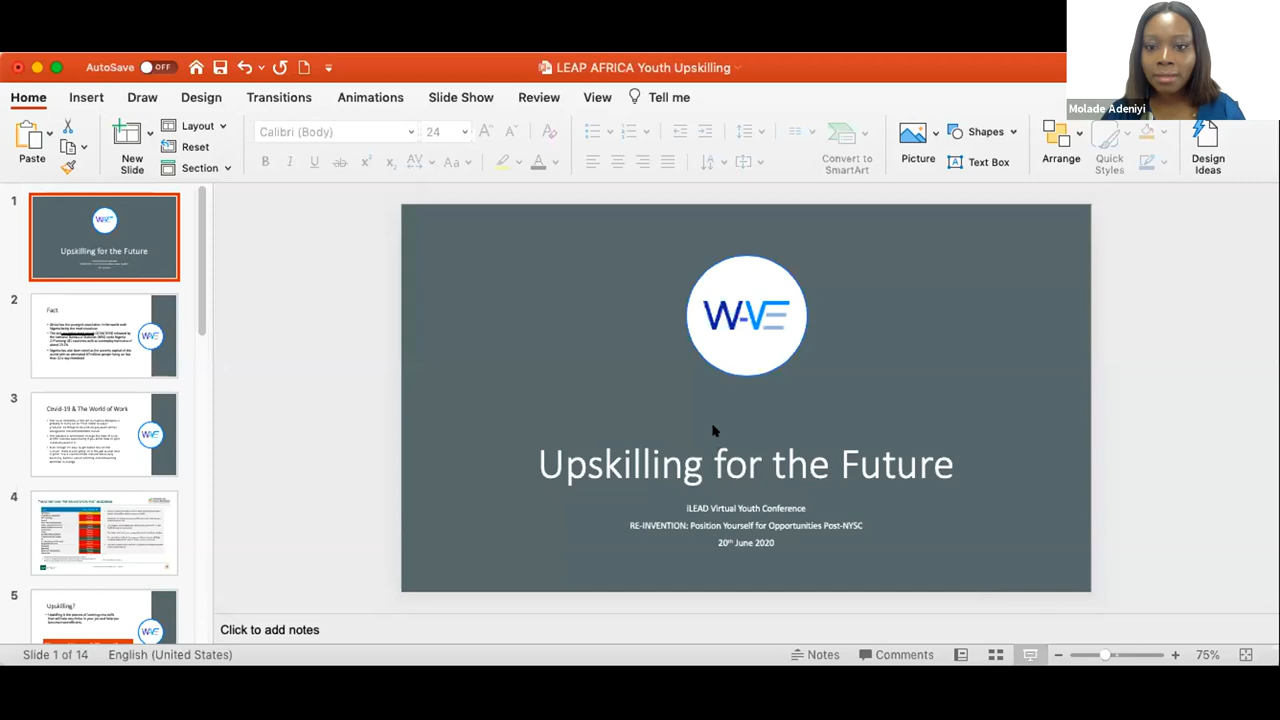 AutoSave OFF
LEAP AFRICA Youth Upskilling
Molade Adeniyi
Home Insert Draw Design Transitions Animations Slide Show Review View Tell me
Paste
New Slide
Layout
Reset
Section
Calibri (Body) 24
Convert to SmartArt
Picture
Shapes
Text Box
Arrange
Quick Styles
Design Ideas
1
WAVE
Upskilling for the Future
2
Fact
WAVE
3
Covid-19 & The World of Work
WAVE
4
5
Upskilling?
WAVE
W-VE
Upskilling for the Future
iLEAD Virtual Youth Conference
RE-INVENTION: Position Yourself for Opportunities Post-NYSC
20th June 2020
Click to add notes
Slide 1 of 14 English (United States) Notes Comments 75%